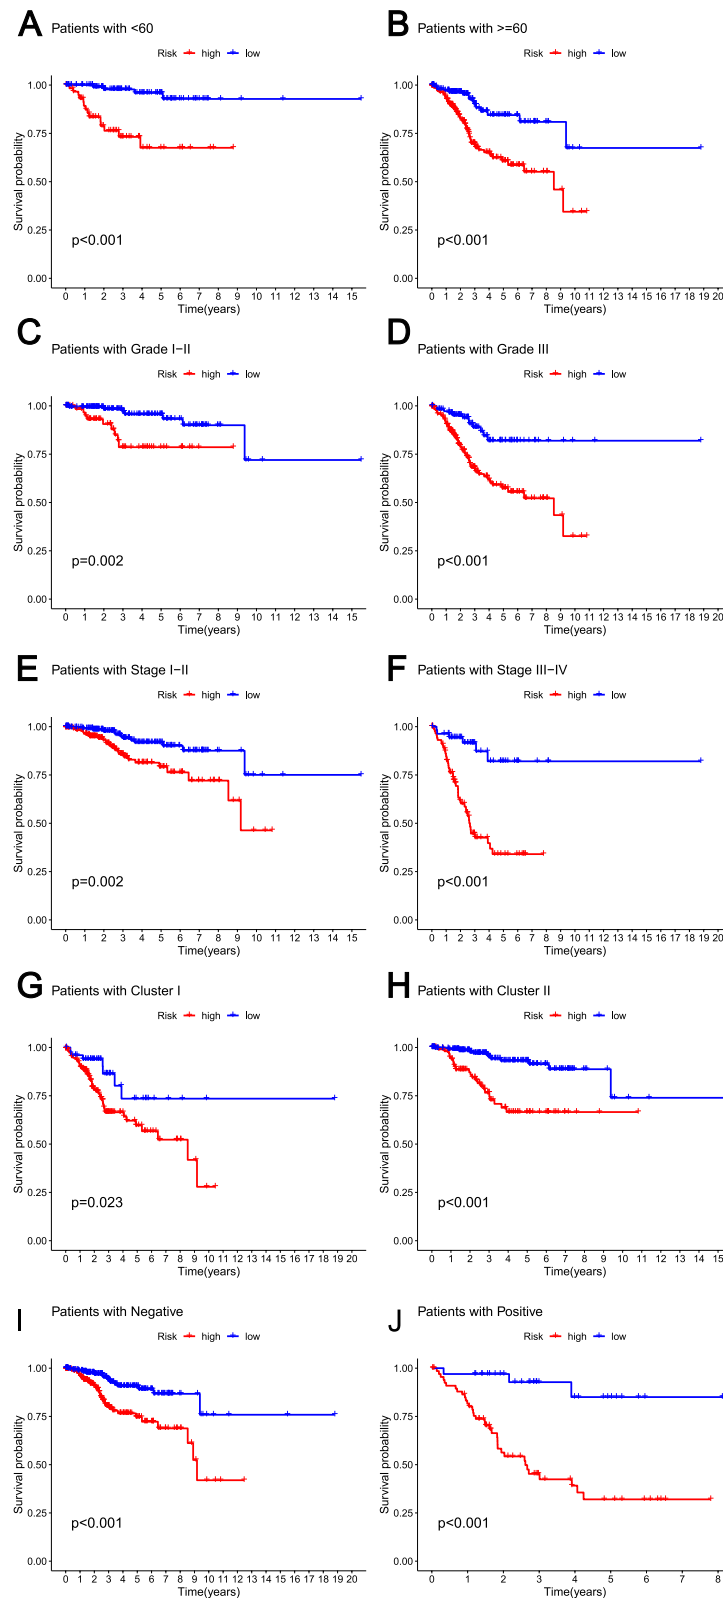 A Patients with <60
Risk high low
1.00
0.75
0.50
0.25
0.00
Survival probability
p<0.001
0 1 2 3 4 5 6 7 8 9 10 11 12 13 14 15
Time(years)
B Patients with >=60
Risk high low
1.00
0.75
0.50
0.25
0.00
Survival probability
p<0.001
0 1 2 3 4 5 6 7 8 9 10 11 12 13 14 15 16 17 18 19 20
Time(years)
C Patients with Grade I−II
Risk high low
1.00
0.75
0.50
0.25
0.00
Survival probability
p=0.002
0 1 2 3 4 5 6 7 8 9 10 11 12 13 14 15
Time(years)
D Patients with Grade III
Risk high low
1.00
0.75
0.50
0.25
0.00
Survival probability
p<0.001
0 1 2 3 4 5 6 7 8 9 10 11 12 13 14 15 16 17 18 19 20
Time(years)
E Patients with Stage I−II
Risk high low
1.00
0.75
0.50
0.25
0.00
Survival probability
p=0.002
0 1 2 3 4 5 6 7 8 9 10 11 12 13 14 15
Time(years)
F Patients with Stage III−IV
Risk high low
1.00
0.75
0.50
0.25
0.00
Survival probability
p<0.001
0 1 2 3 4 5 6 7 8 9 10 11 12 13 14 15 16 17 18 19 20
Time(years)
G Patients with Cluster I
Risk high low
1.00
0.75
0.50
0.25
0.00
Survival probability
p=0.023
0 1 2 3 4 5 6 7 8 9 10 11 12 13 14 15 16 17 18 19 20
Time(years)
H Patients with Cluster II
Risk high low
1.00
0.75
0.50
0.25
0.00
Survival probability
p<0.001
0 1 2 3 4 5 6 7 8 9 10 11 12 13 14 15
Time(years)
I Patients with Negative
Risk high low
1.00
0.75
0.50
0.25
0.00
Survival probability
p<0.001
0 1 2 3 4 5 6 7 8 9 10 11 12 13 14 15 16 17 18 19 20
Time(years)
J Patients with Positive
Risk high low
1.00
0.75
0.50
0.25
0.00
Survival probability
p<0.001
0 1 2 3 4 5 6 7 8
Time(years)